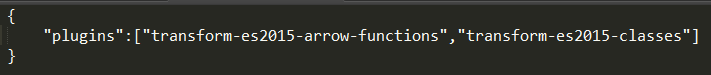 {
    "plugins":["transform-es2015-arrow-functions","transform-es2015-classes"]
}